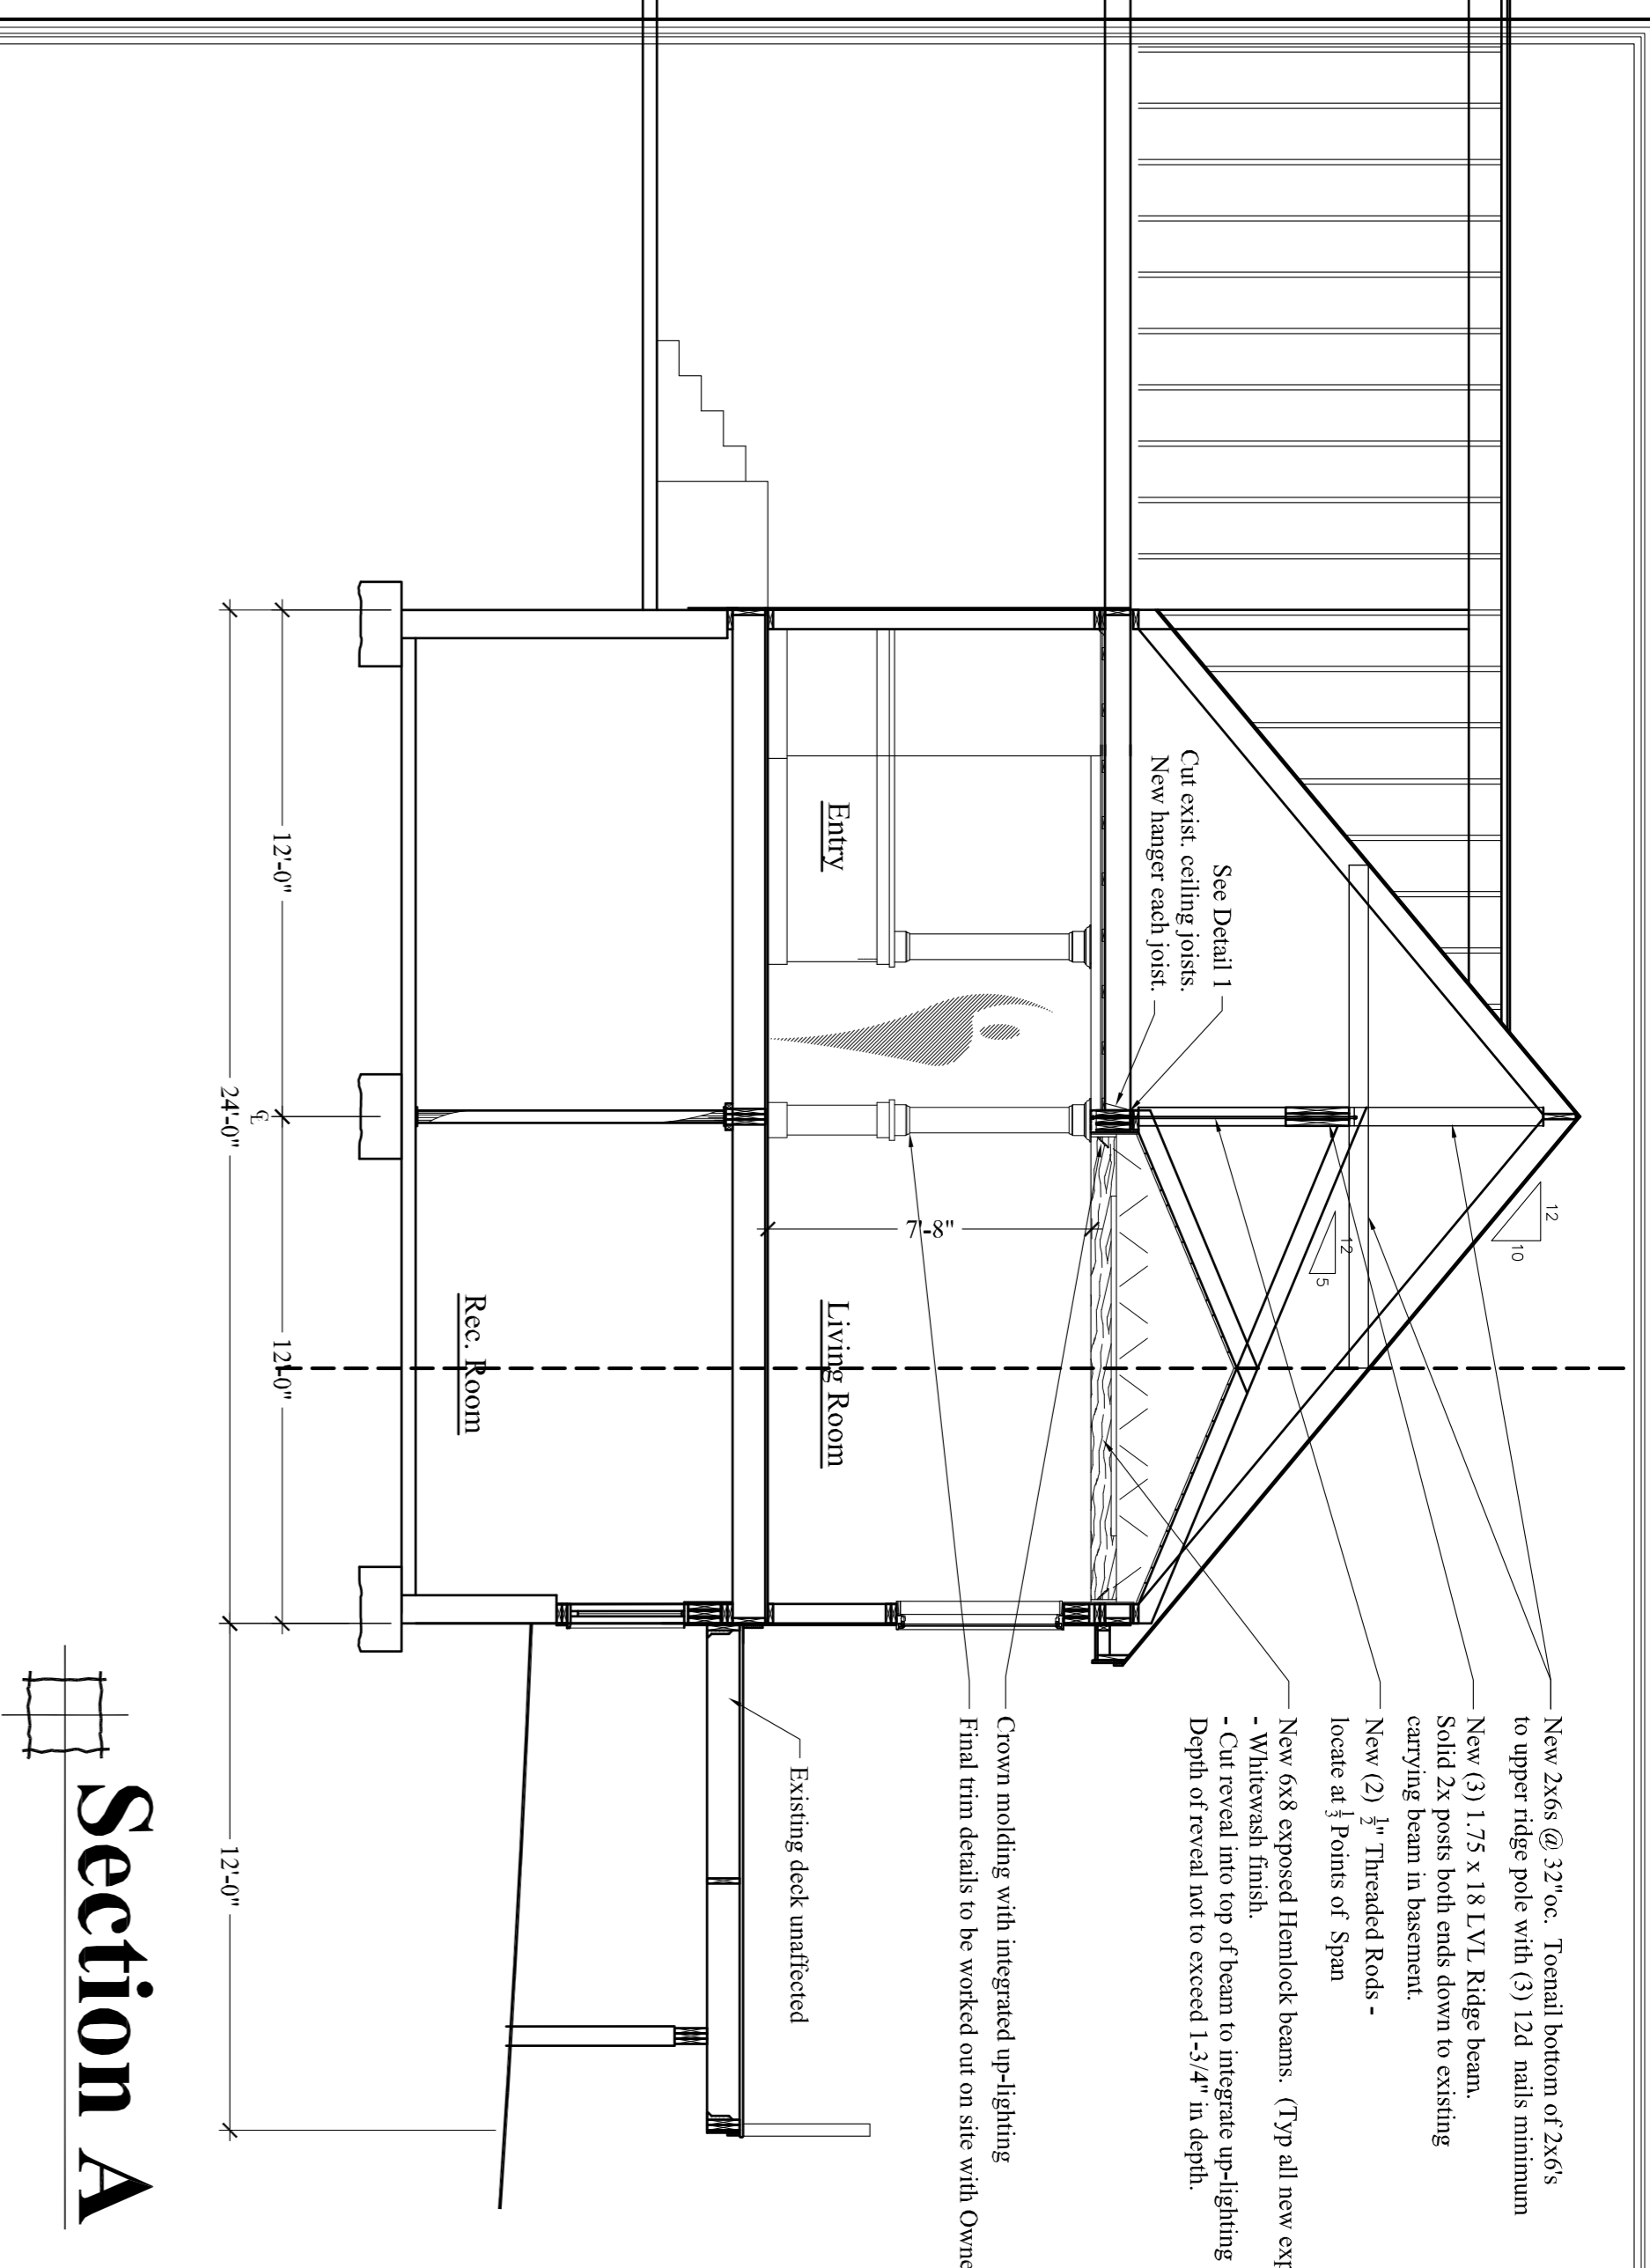 New 2x6s @ 32"oc. Toenail bottom of 2x6's
to upper ridge pole with (3) 12d nails minimum
New (3) 1.75 x 18 LVL Ridge beam.
Solid 2x posts both ends down to existing
carrying beam in basement.
New (2) 1/2" Threaded Rods -
locate at 1/3 Points of Span
New 6x8 exposed Hemlock beams. (Typ all new exp
- Whitewash finish.
- Cut reveal into top of beam to integrate up-lighting
Depth of reveal not to exceed 1-3/4" in depth.
Crown molding with integrated up-lighting
Final trim details to be worked out on site with Owne
Existing deck unaffected
12
10
12
5
See Detail 1
Cut exist. ceiling joists.
New hanger each joist.
7'-8"
Entry
Living Room
Rec. Room
12'-0"
12'-0"
CL
24'-0"
12'-0"
Section A